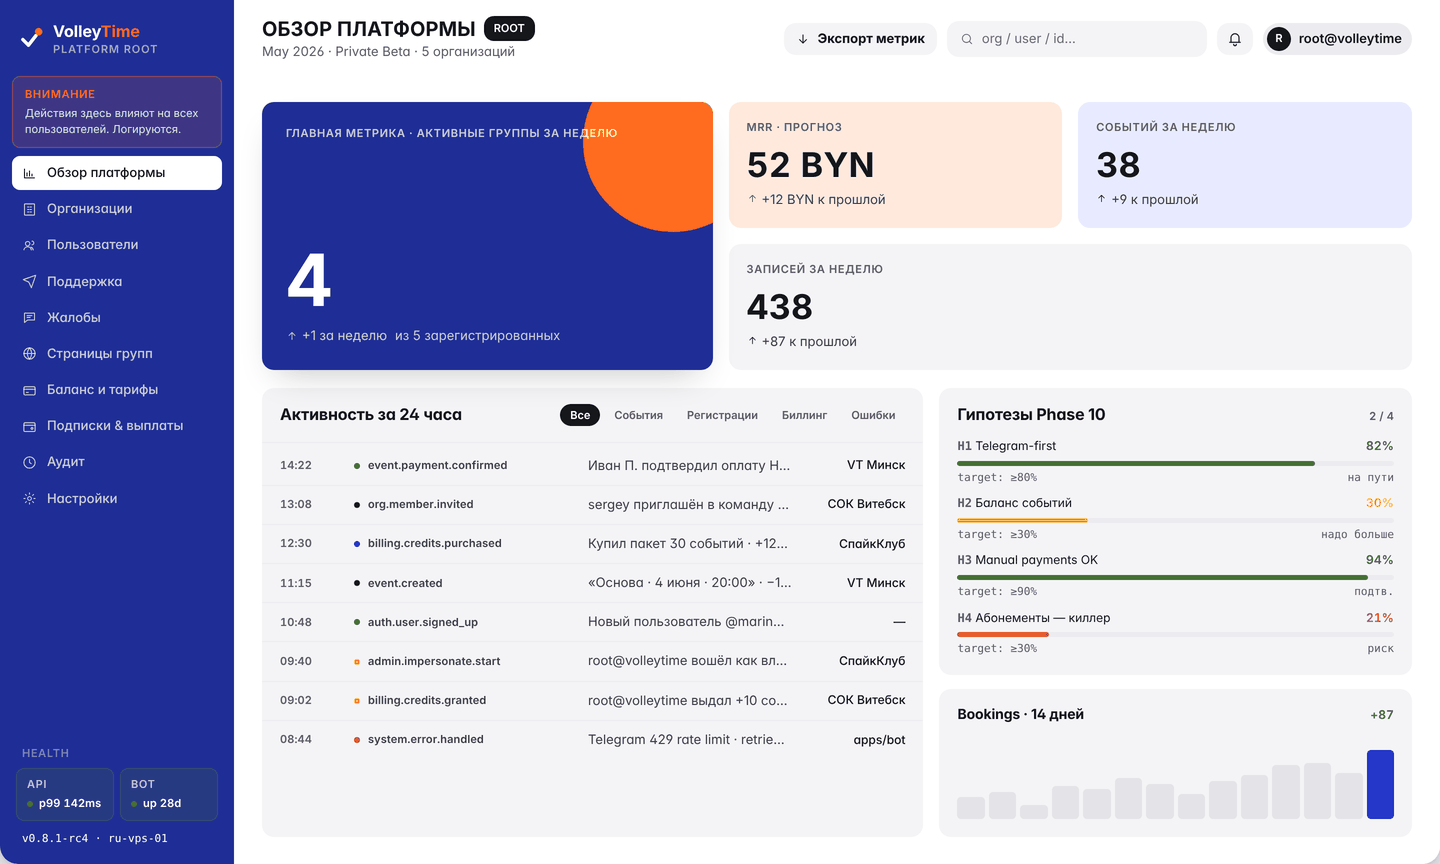 VolleyTime
PLATFORM ROOT
ВНИМАНИЕ
Действия здесь влияют на всех
пользователей. Логируются.
Обзор платформы
Организации
Пользователи
Поддержка
Жалобы
Страницы групп
Баланс и тарифы
Подписки & выплаты
Аудит
Настройки
HEALTH
API
p99 142ms
BOT
up 28d
v0.8.1-rc4 · ru-vps-01
ОБЗОР ПЛАТФОРМЫ ROOT
May 2026 · Private Beta · 5 организаций
↓ Экспорт метрик
org / user / id...
R root@volleytime
ГЛАВНАЯ МЕТРИКА · АКТИВНЫЕ ГРУППЫ ЗА НЕДЕЛЮ
4
↑ +1 за неделю из 5 зарегистрированных
MRR · ПРОГНОЗ
52 BYN
↑ +12 BYN к прошлой
СОБЫТИЙ ЗА НЕДЕЛЮ
38
↑ +9 к прошлой
ЗАПИСЕЙ ЗА НЕДЕЛЮ
438
↑ +87 к прошлой
Активность за 24 часа
Все События Регистрации Биллинг Ошибки
14:22 event.payment.confirmed Иван П. подтвердил оплату Н... VT Минск
13:08 org.member.invited sergey приглашён в команду ... СОК Витебск
12:30 billing.credits.purchased Купил пакет 30 событий · +12... СпайкКлуб
11:15 event.created «Основа · 4 июня · 20:00» · −1... VT Минск
10:48 auth.user.signed_up Новый пользователь @marin... —
09:40 admin.impersonate.start root@volleytime вошёл как вл... СпайкКлуб
09:02 billing.credits.granted root@volleytime выдал +10 со... СОК Витебск
08:44 system.error.handled Telegram 429 rate limit · retrie... apps/bot
Гипотезы Phase 10 2 / 4
H1 Telegram-first 82%
target: ≥80% на пути
H2 Баланс событий 30%
target: ≥30% надо больше
H3 Manual payments OK 94%
target: ≥90% подтв.
H4 Абонементы — киллер 21%
target: ≥30% риск
Bookings · 14 дней +87